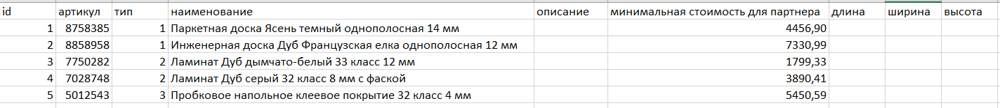 id артикул тип наименование описание минимальная стоимость для партнера длина ширина высота
1 8758385 1 Паркетная доска Ясень темный однополосная 14 мм 4456,90
2 8858958 1 Инженерная доска Дуб Французская елка однополосная 12 мм 7330,99
3 7750282 2 Ламинат Дуб дымчато-белый 33 класс 12 мм 1799,33
4 7028748 2 Ламинат Дуб серый 32 класс 8 мм с фаской 3890,41
5 5012543 3 Пробковое напольное клеевое покрытие 32 класс 4 мм 5450,59